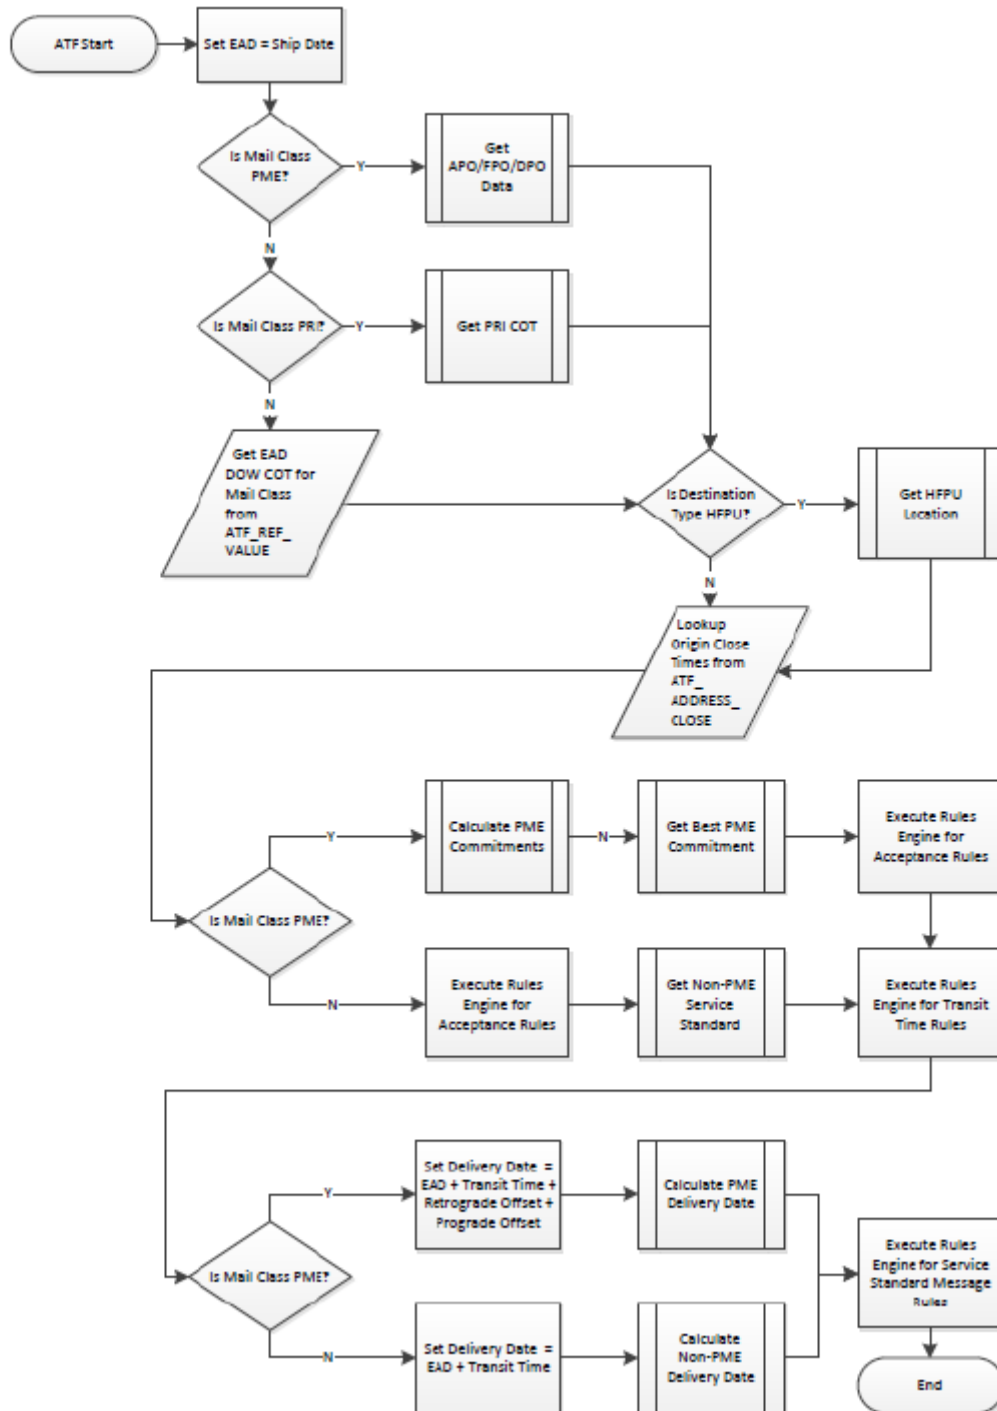 ATF Start
Set EAD = Ship Date
Is Mail Class
PME?
Y
Get
APO/FPO/DPO
Data
N
Is Mail Class PRI?
Y
Get PRI COT
N
Get EAD
DOW COT for
Mail Class
from
ATF_REF_
VALUE
Is Destination
Type HFPU?
Y
Get HFPU
Location
N
Lookup
Origin Close
Times from
ATF_
ADDRESS_
CLOSE
Is Mail Class PME?
Y
Calculate PME
Commitments
N
Get Best PME
Commitment
Execute Rules
Engine for
Acceptance Rules
N
Execute Rules
Engine for
Acceptance Rules
Get Non-PME
Service
Standard
Execute Rules
Engine for Transit
Time Rules
Is Mail Class PME?
Y
Set Delivery Date =
EAD + Transit Time +
Retrograde Offset +
Prograde Offset
Calculate PME
Delivery Date
Execute Rules
Engine for Service
Standard Message
Rules
N
Set Delivery Date =
EAD + Transit Time
Calculate
Non-PME
Delivery Date
End